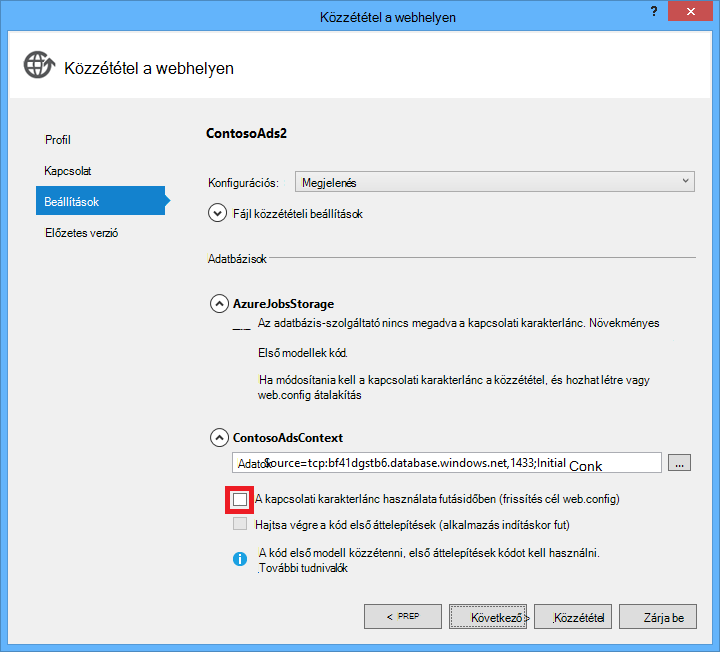 Közzététel a webhelyen
?
Közzététel a webhelyen
Profil
Kapcsolat
Beállítások
Előzetes verzió
ContosoAds2
Konfigurációs: Megjelenés
Fájl közzétételi beállítások
Adatbázisok
AzureJobsStorage
Az adatbázis-szolgáltató nincs megadva a kapcsolati karakterlánc. Növekményes
Első modellek kód.
Ha módosítania kell a kapcsolati karakterlánc a közzététel, és hozhat létre vagy
web.config átalakítás
ContosoAdsContext
Adatok Source=tcp:bf41dgstb6.database.windows.net,1433;Initial Conk
...
A kapcsolati karakterlánc használata futásidőben (frissítés cél web.config)
Hajtsa végre a kód első áttelepítések (alkalmazás indításkor fut)
A kód első modell közzétenni, első áttelepítések kódot kell használni.
További tudnivalók
< PREP Következő> Közzététel Zárja be